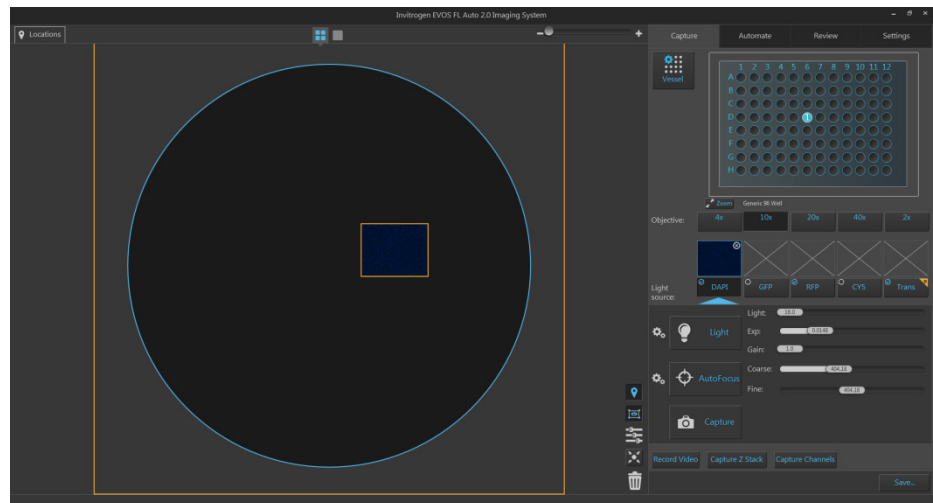 Invitrogen EVOS FL Auto 2.0 Imaging System
Locations
Capture Automate Review Settings
Vessel
1 2 3 4 5 6 7 8 9 10 11 12
A
B
C
D 1
E
F
G
H
Zoom Generic 96 Well
Objective: 4x 10x 20x 40x 2x
Light source: DAPI GFP RFP CY5 Trans
Light: 18.0
Light Exp: 0.0148
Gain: 1.0
Coarse: 404.18
AutoFocus
Fine: 404.18
Capture
Record Video Capture Z Stack Capture Channels
Save...